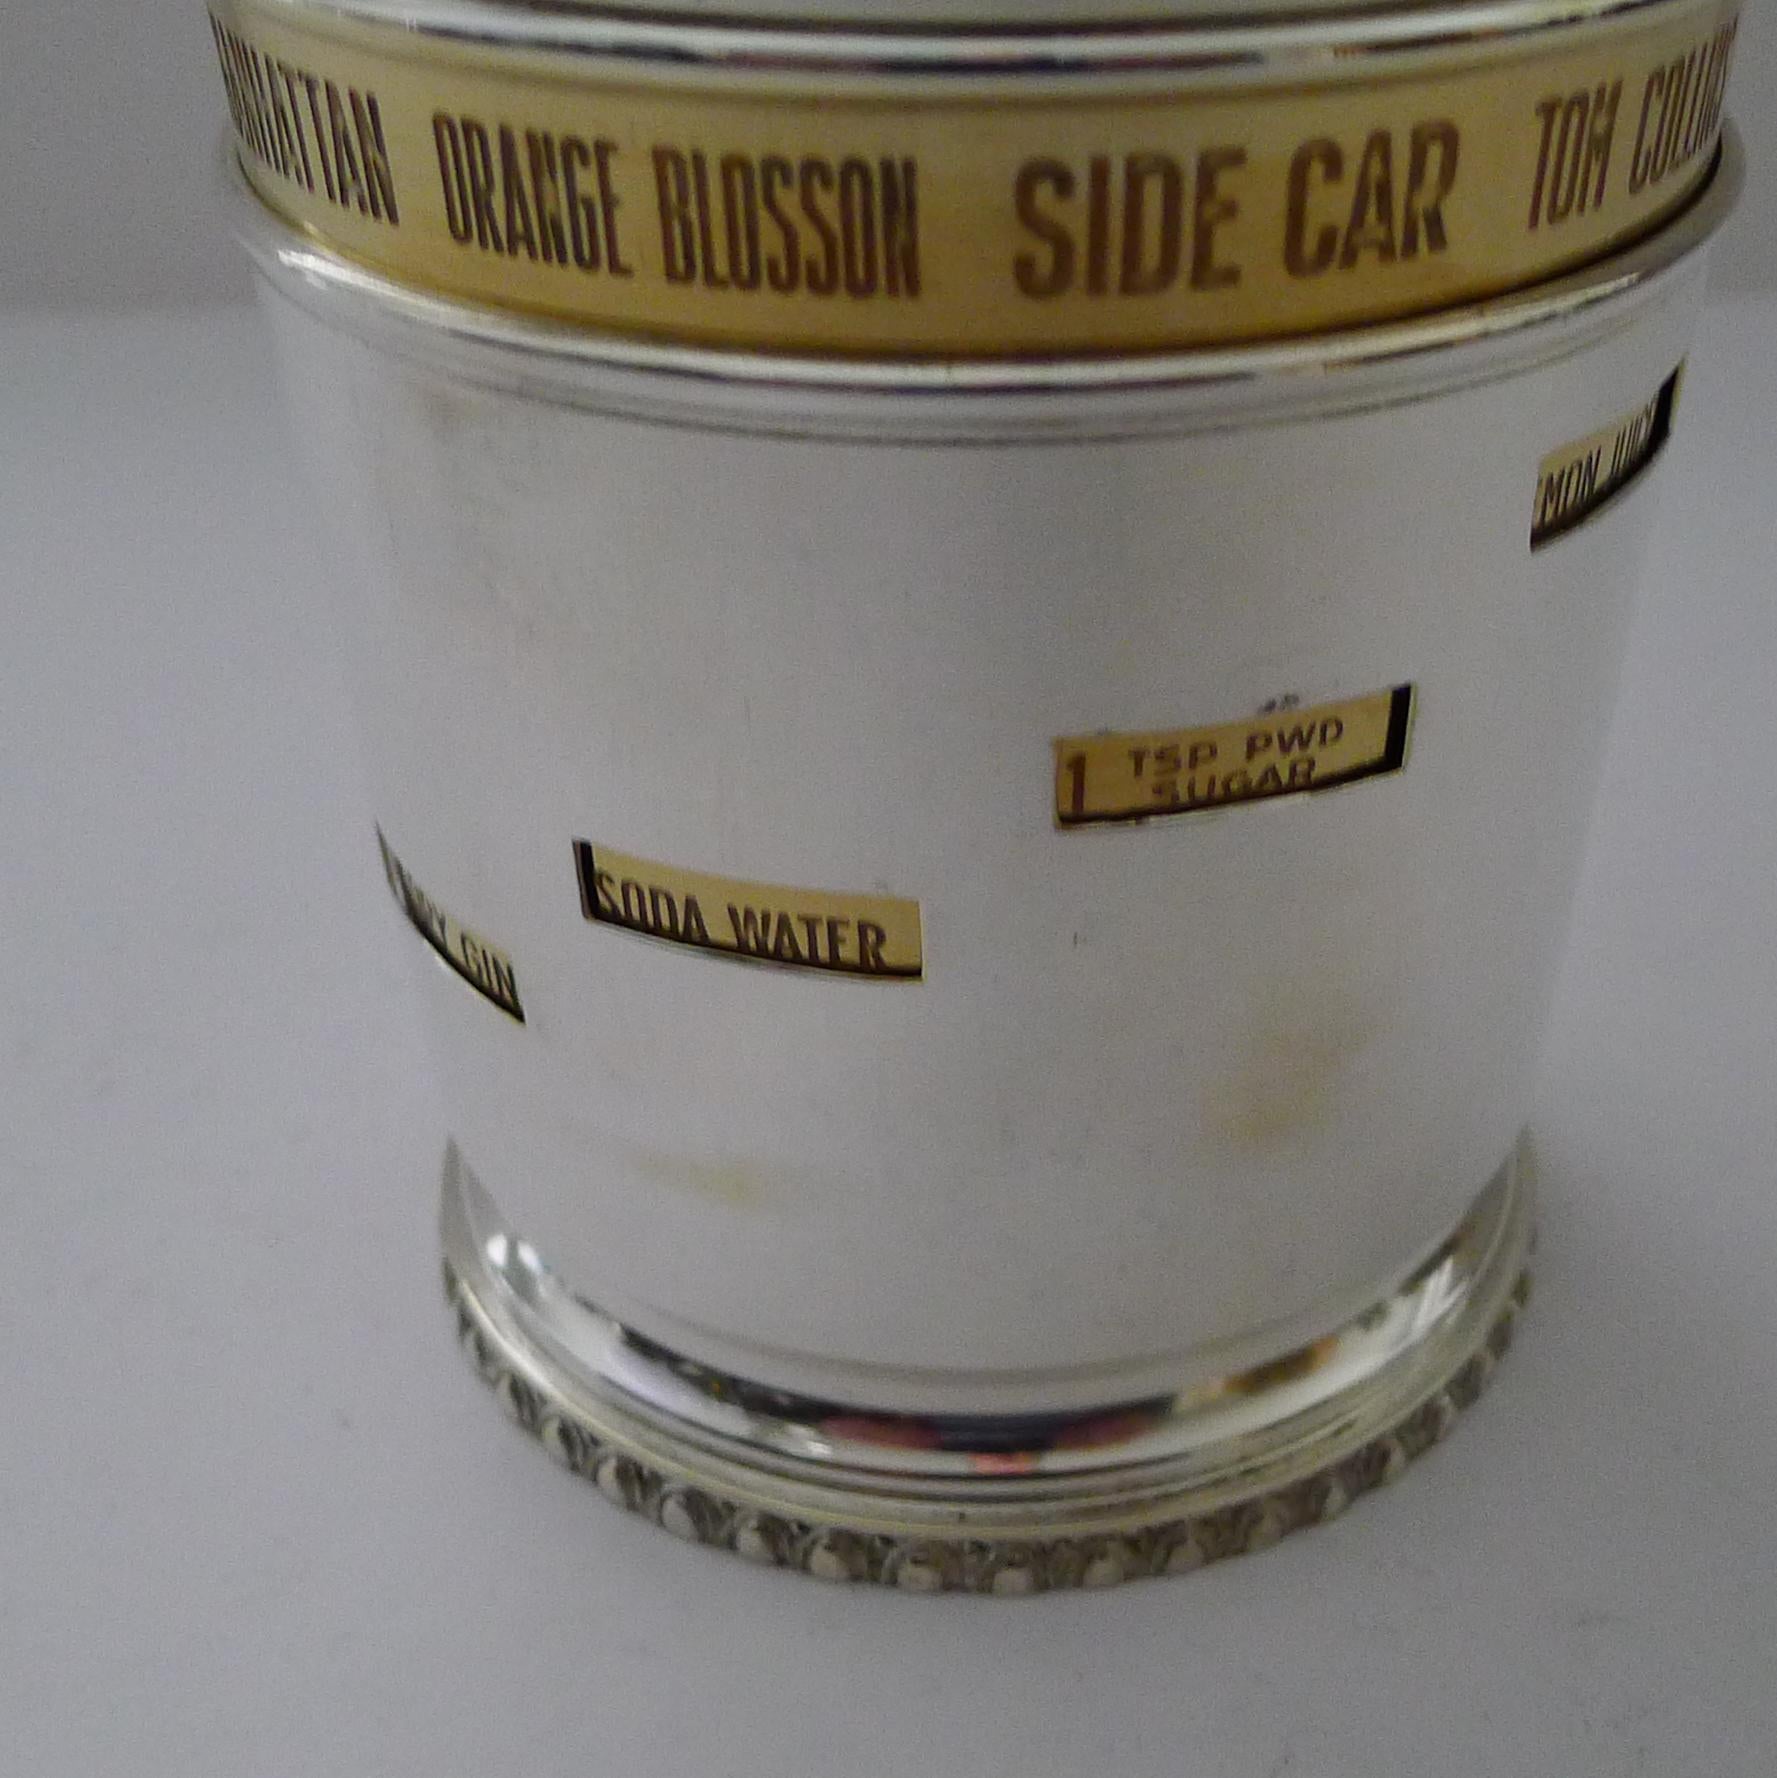 ORANGE BLOSSON SIDE CAR TOM
1 TSP PWD
SUGAR
SODA WATER
GIN